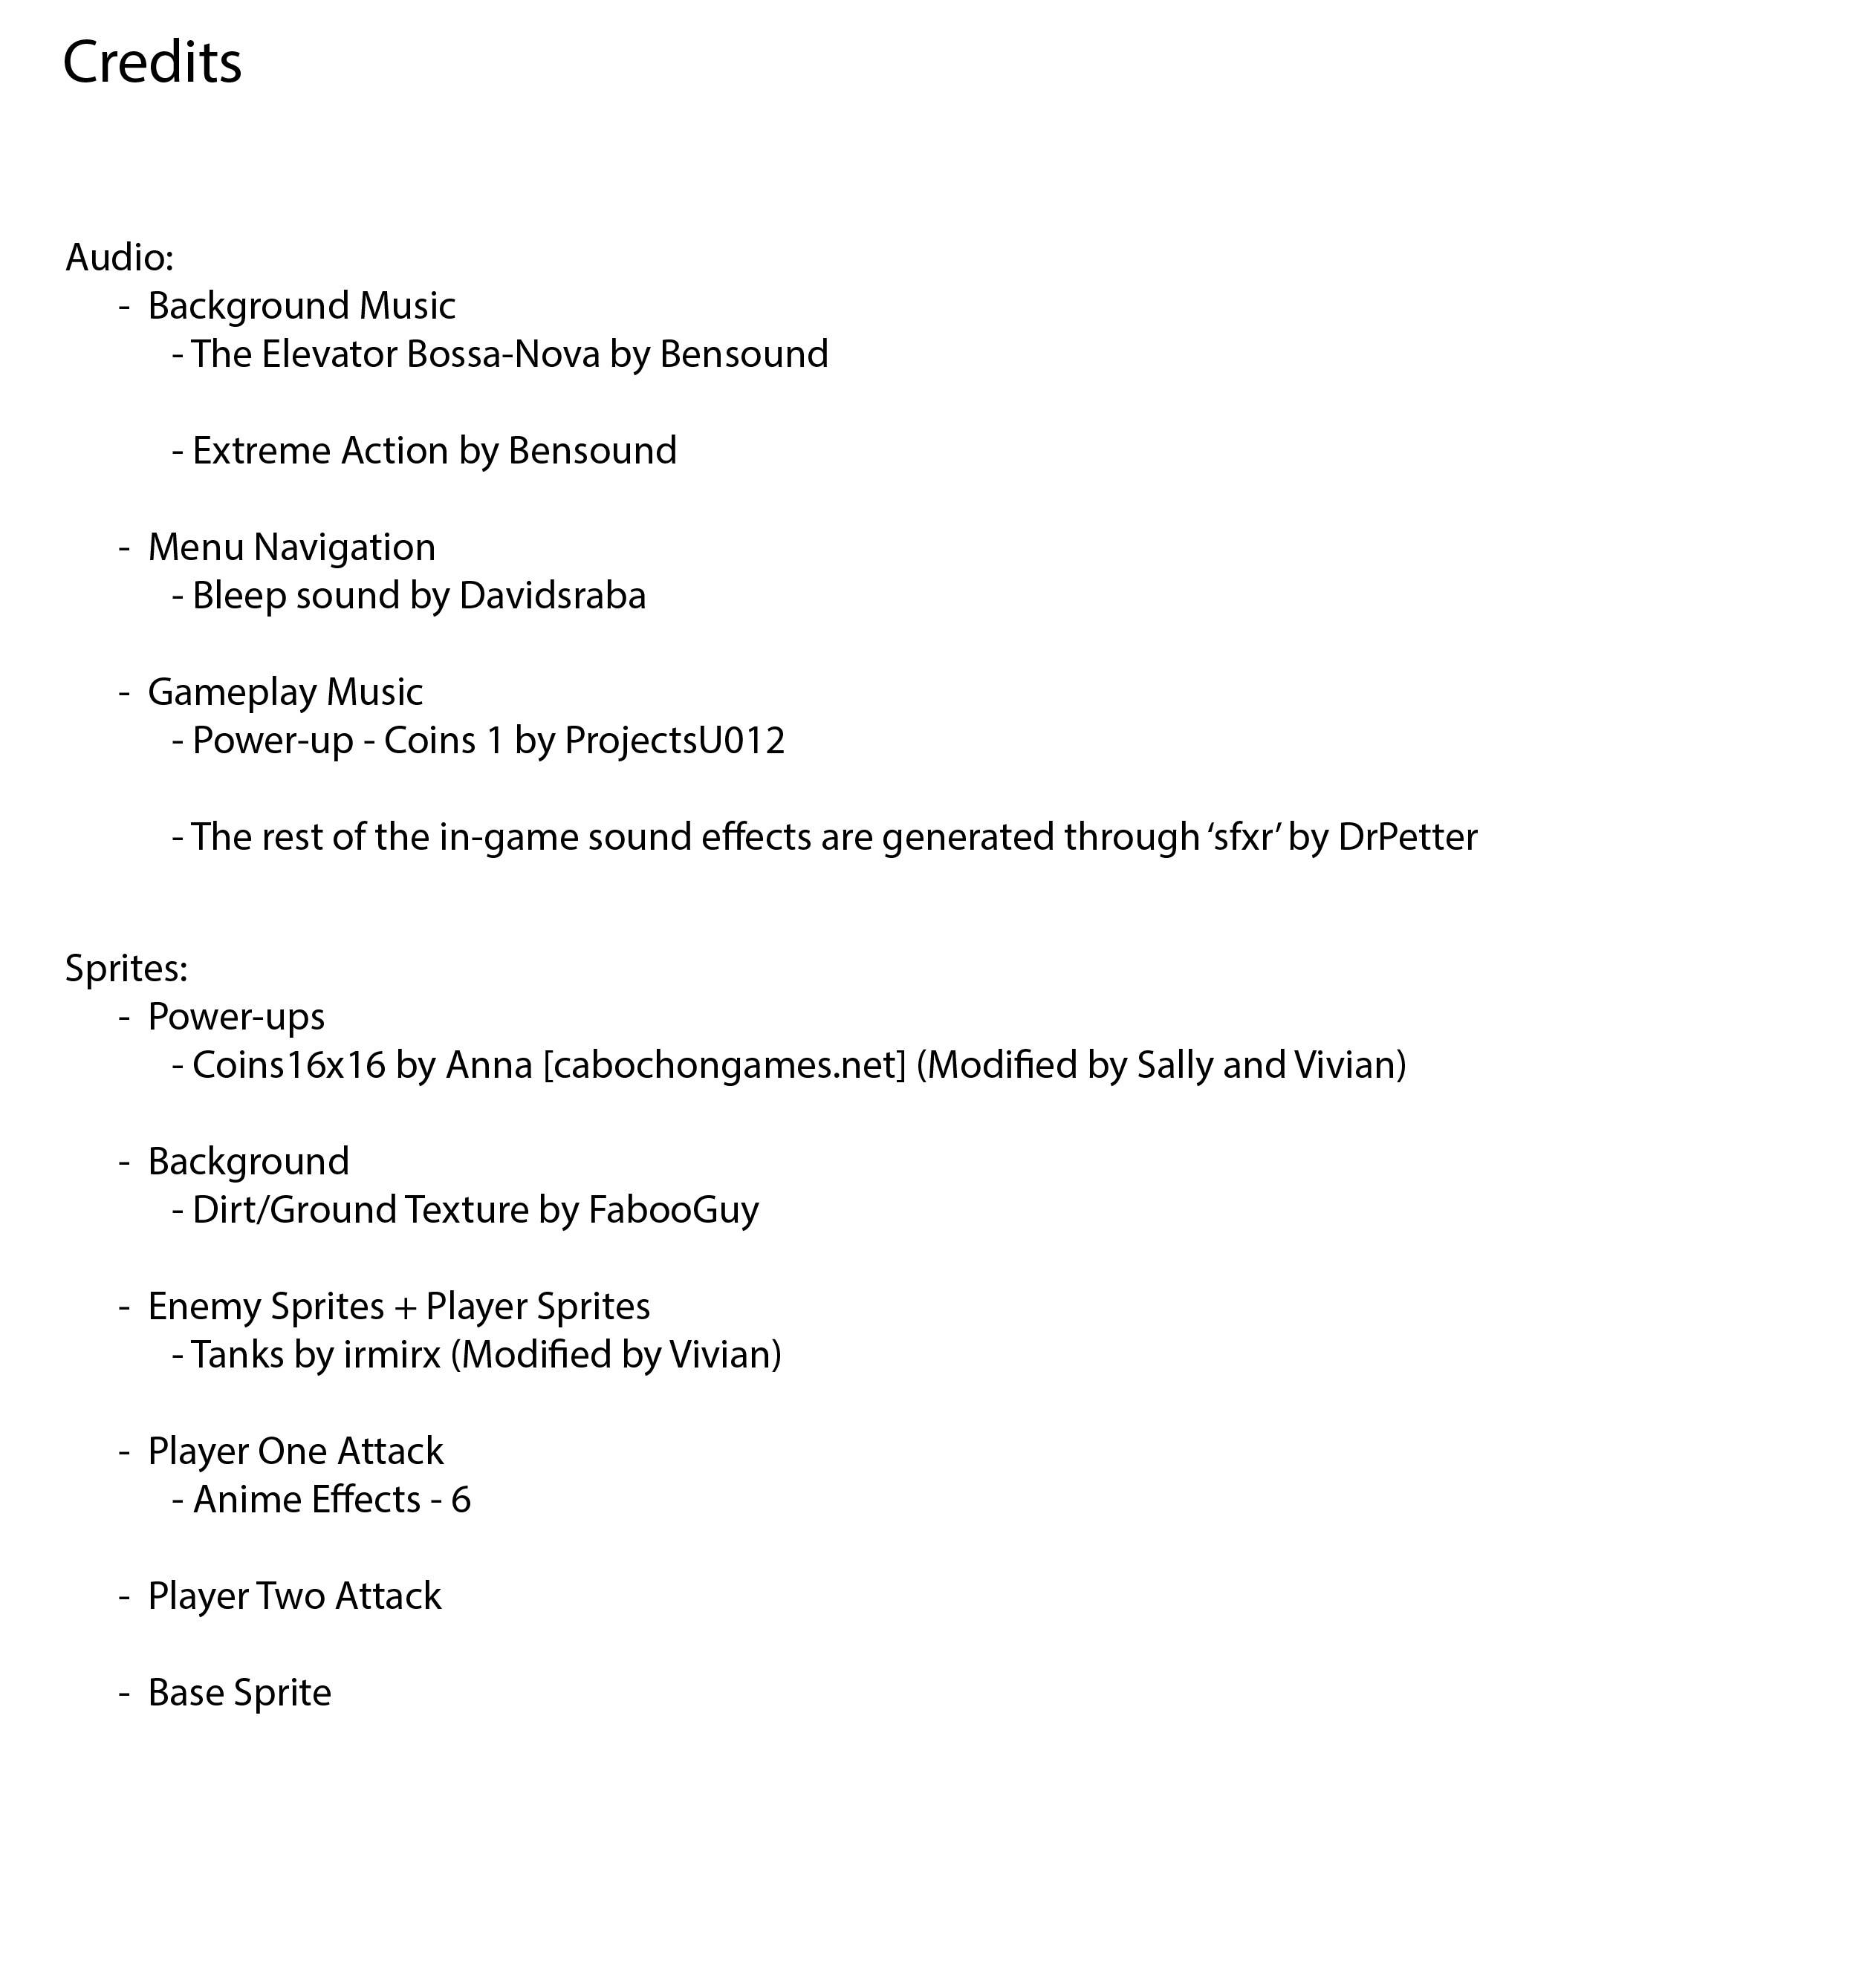 Credits
Audio:
- Background Music
- The Elevator Bossa-Nova by Bensound
- Extreme Action by Bensound
- Menu Navigation
- Bleep sound by Davidsraba
- Gameplay Music
- Power-up - Coins 1 by ProjectsU012
- The rest of the in-game sound effects are generated through ‘sfxr’ by DrPetter
Sprites:
- Power-ups
- Coins16x16 by Anna [cabochongames.net] (Modified by Sally and Vivian)
- Background
- Dirt/Ground Texture by FabooGuy
- Enemy Sprites + Player Sprites
- Tanks by irmirx (Modified by Vivian)
- Player One Attack
- Anime Effects - 6
- Player Two Attack
- Base Sprite